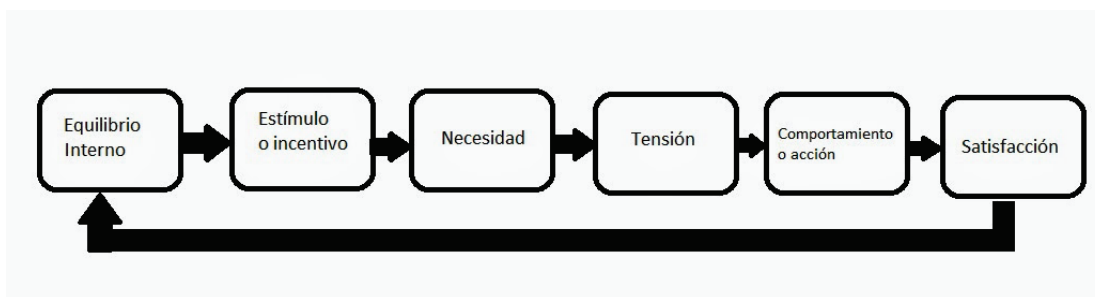 Equilibrio
Interno
Estímulo
o incentivo
Necesidad
Tensión
Comportamiento
o acción
Satisfacción